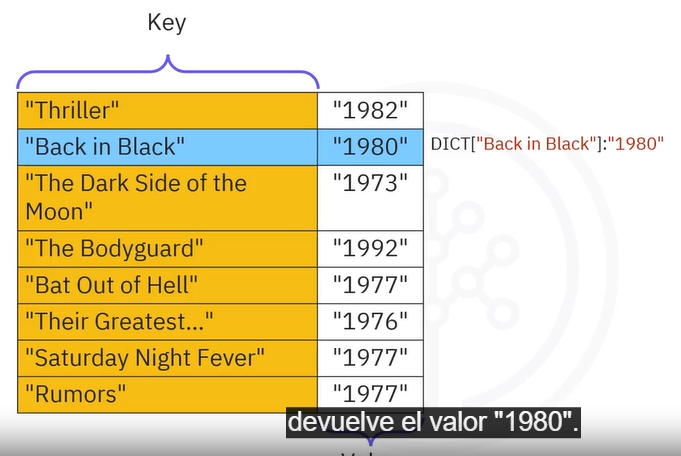 Key
"Thriller" "1982"
"Back in Black" "1980" DICT["Back in Black"]:"1980"
"The Dark Side of the "1973"
Moon"
"The Bodyguard" "1992"
"Bat Out of Hell" "1977"
"Their Greatest..." "1976"
"Saturday Night Fever" "1977"
"Rumors" "1977"
devuelve el valor "1980".